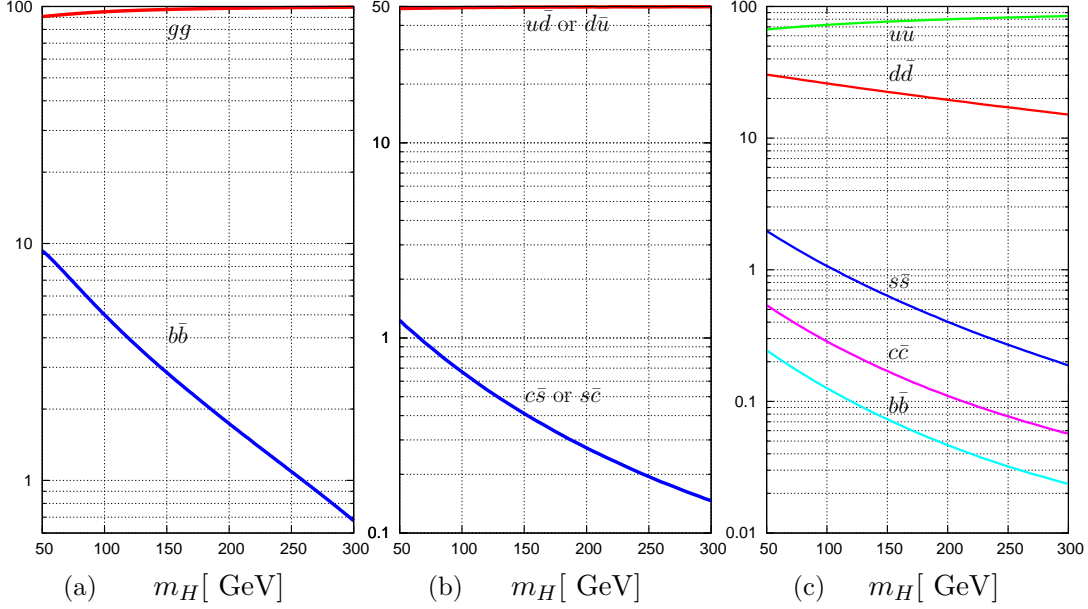 100
10
1
gg
bb̄
50 100 150 200 250 300
(a) m_H[ GeV]
50
10
1
0.1
ud̄ or dū
cs̄ or sc̄
50 100 150 200 250 300
(b) m_H[ GeV]
100
10
1
0.1
0.01
uū
dd̄
ss̄
cc̄
bb̄
50 100 150 200 250 300
(c) m_H[ GeV]